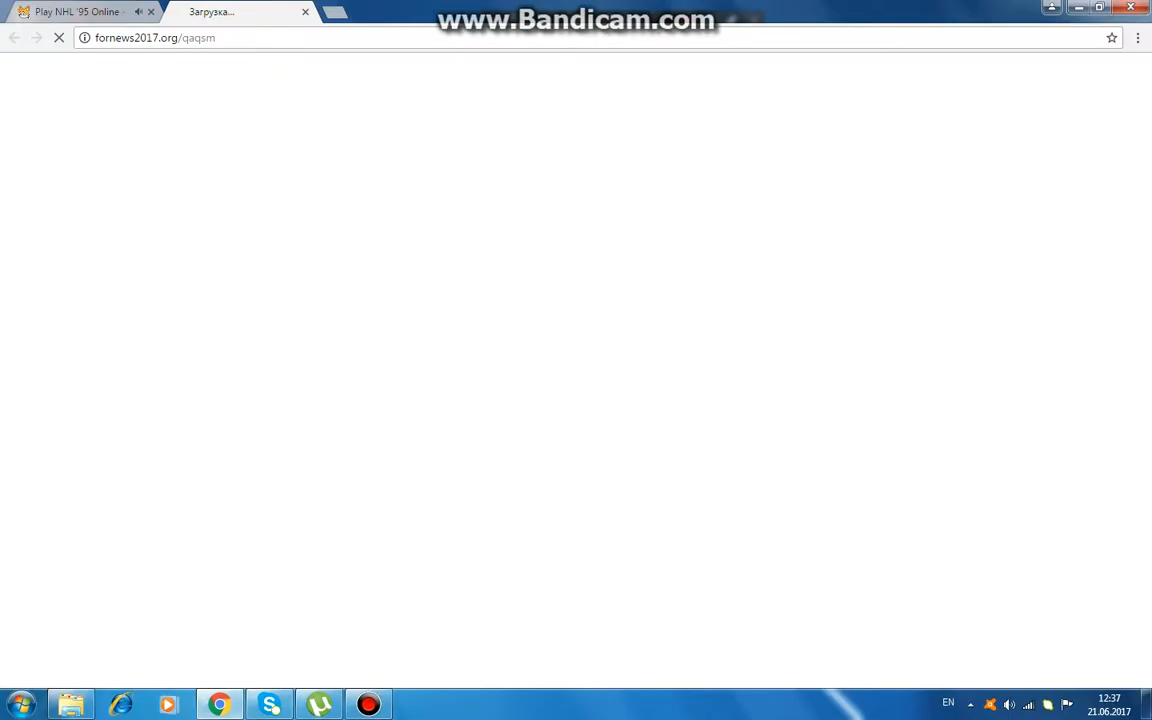 Play NHL '95 Online
Загрузка...
www.Bandicam.com
fornews2017.org/qaqsm
EN
12:37
21.06.2017